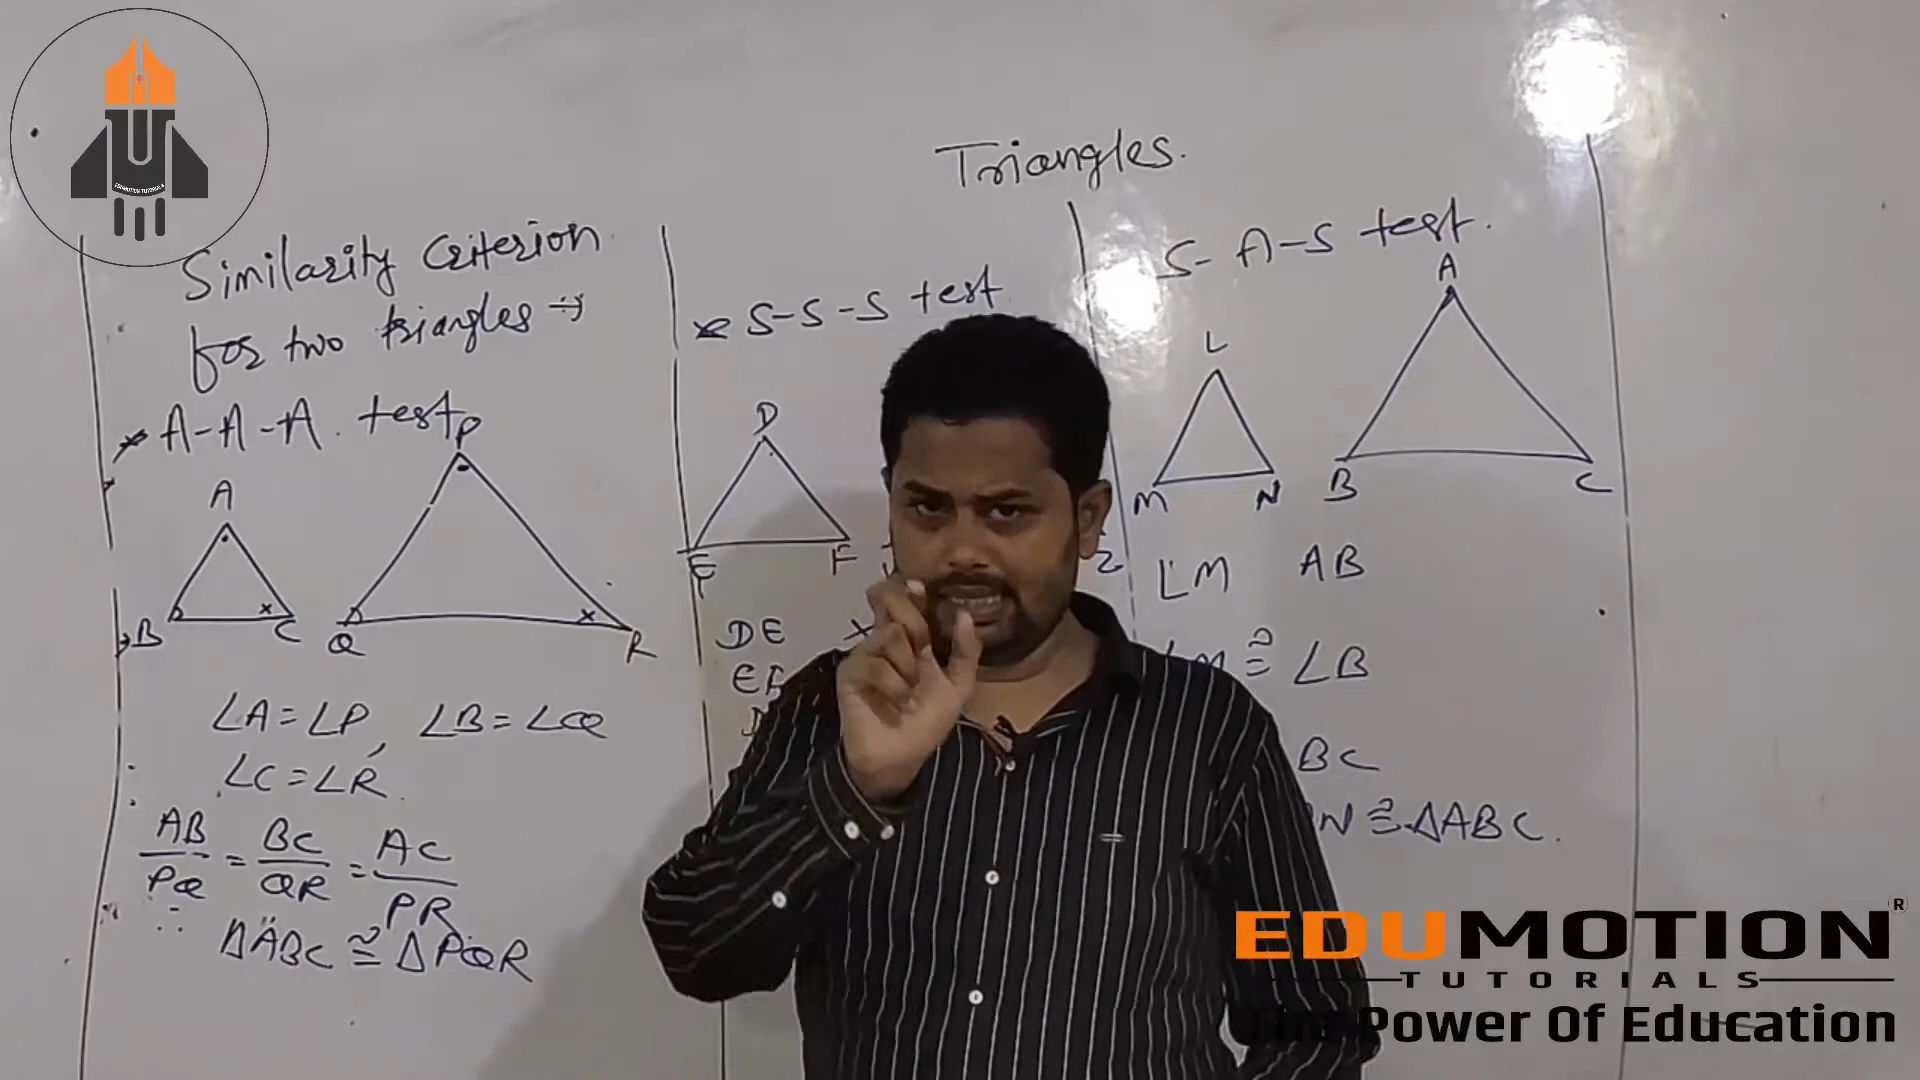 Triangles.
Similarity Criterion
for two triangles →
* A-A-A. test
A
B
C
P
Q
R
∠A=∠P, ∠B=∠Q
∠C=∠R.
AB/PQ = BC/QR = AC/PR
∴ ΔABC ≅ ΔPQR
* S-S-S test
D
E
F
DE
S-A-S test.
L
M
N
A
B
C
LM AB
≅ ∠B
BC
N ≅ ΔABC.
EDUMOTION®
TUTORIALS
Power Of Education